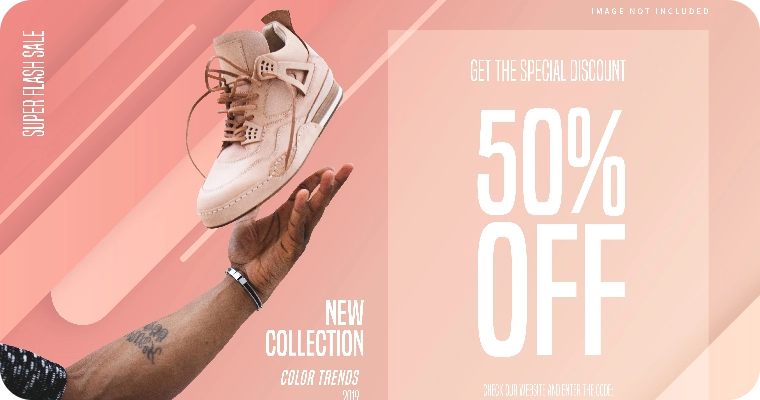 IMAGE NOT INCLUDED
SUPER FLASH SALE
GET THE SPECIAL DISCOUNT
50%
OFF
NEW
COLLECTION
COLOR TRENDS
2019
CHECK OUR WEBSITE AND ENTER THE CODE: